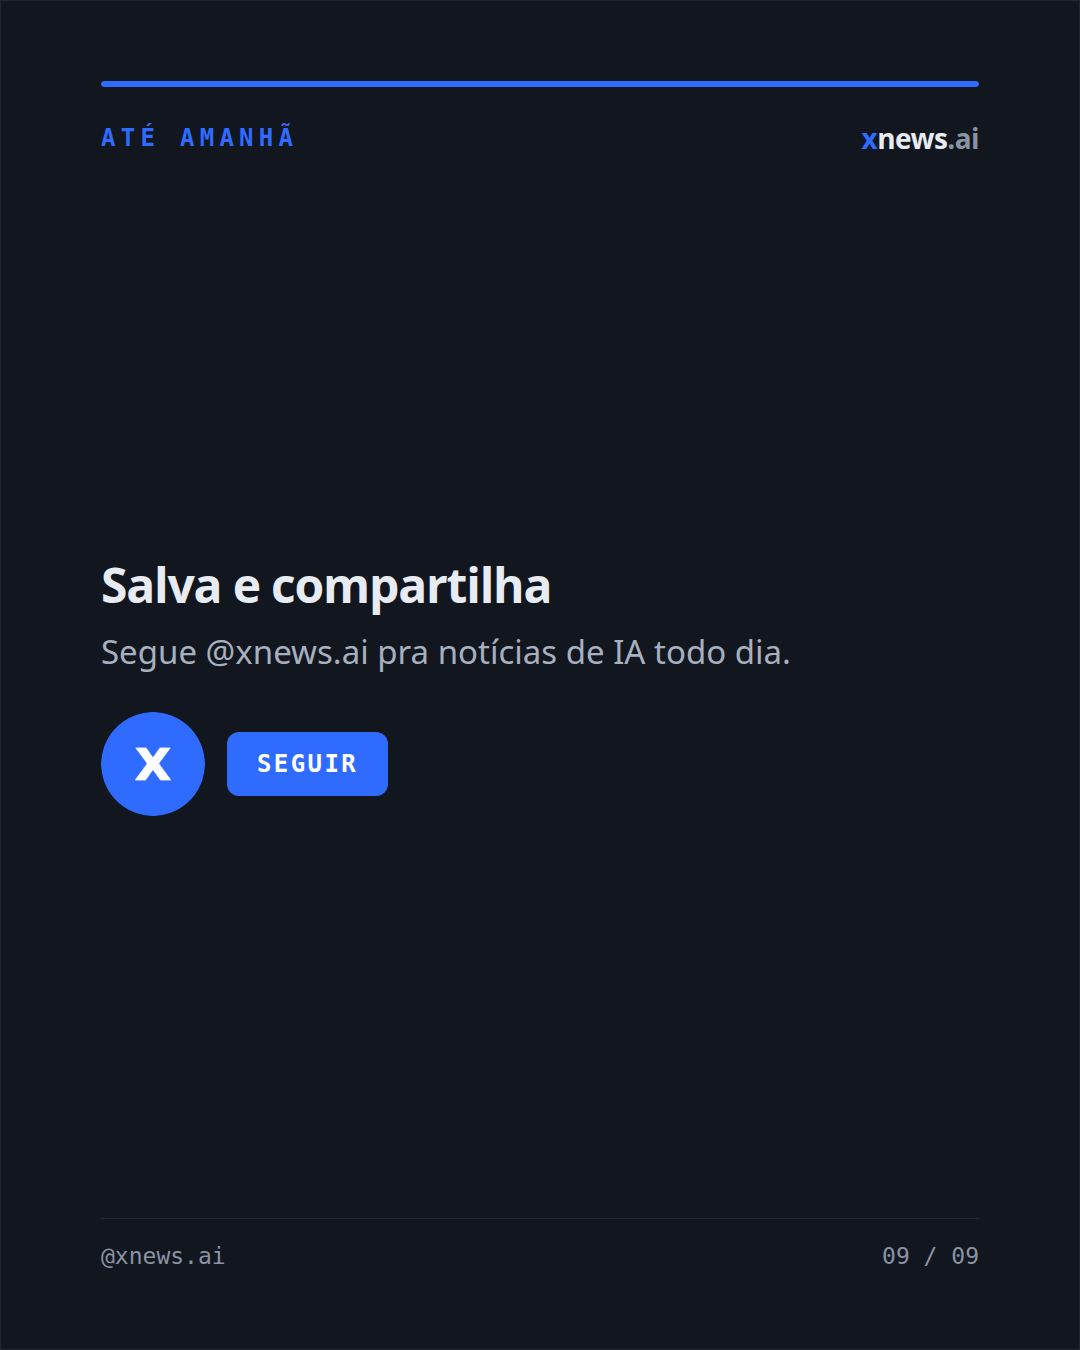 ATÉ AMANHÃ
xnews.ai
Salva e compartilha
Segue @xnews.ai pra notícias de IA todo dia.
x
SEGUIR
@xnews.ai
09 / 09